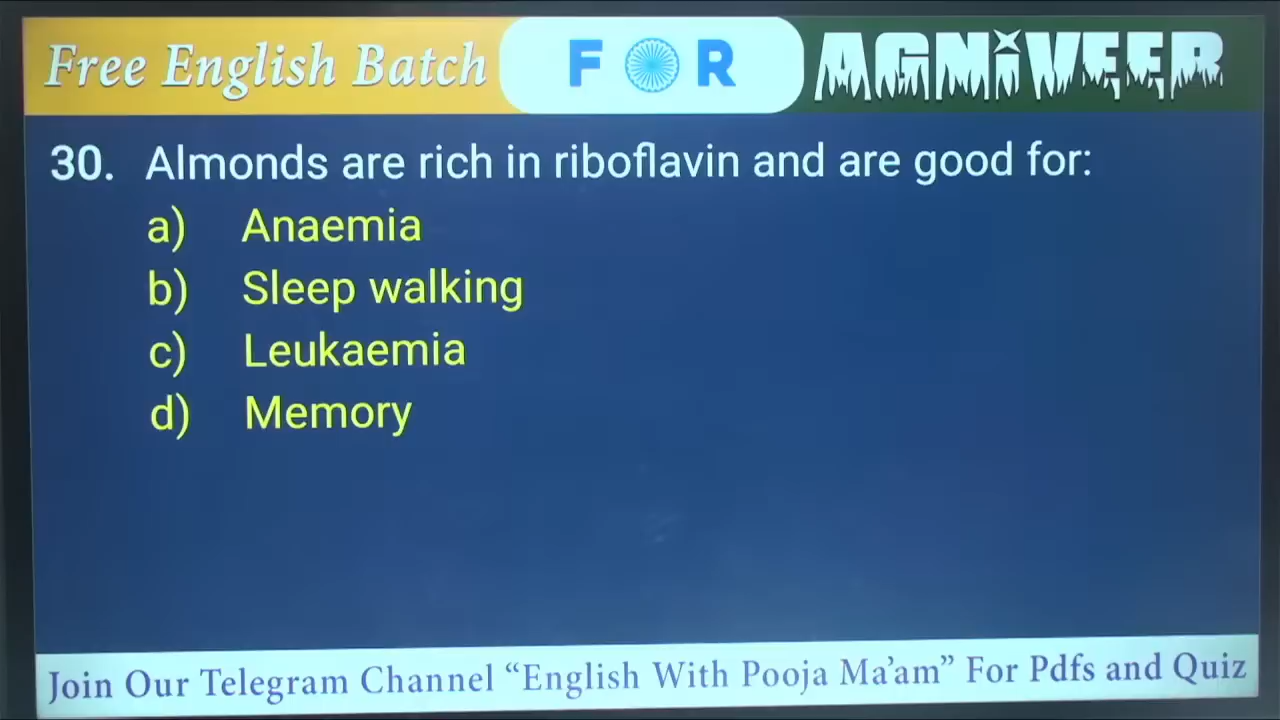 Free English Batch FOR AGNIVEER
30. Almonds are rich in riboflavin and are good for:
a) Anaemia
b) Sleep walking
c) Leukaemia
d) Memory
Join Our Telegram Channel “English With Pooja Ma’am” For Pdfs and Quiz